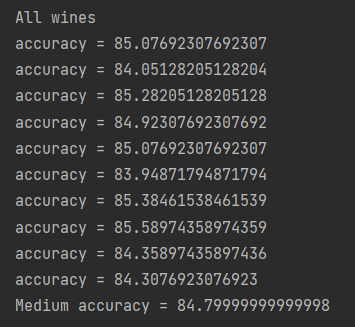 All wines
accuracy = 85.07692307692307
accuracy = 84.05128205128204
accuracy = 85.28205128205128
accuracy = 84.92307692307692
accuracy = 85.07692307692307
accuracy = 83.94871794871794
accuracy = 85.38461538461539
accuracy = 85.58974358974359
accuracy = 84.35897435897436
accuracy = 84.3076923076923
Medium accuracy = 84.79999999999998